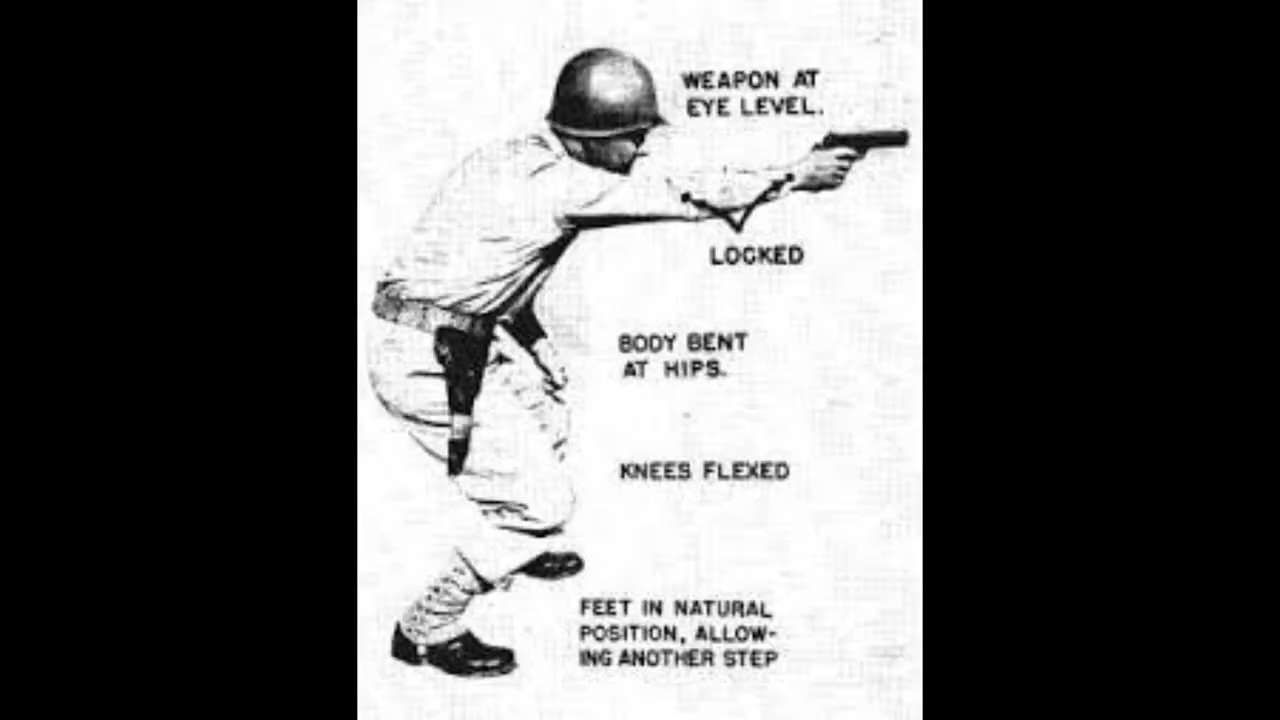 WEAPON AT
EYE LEVEL.
LOCKED
BODY BENT
AT HIPS.
KNEES FLEXED
FEET IN NATURAL
POSITION, ALLOW-
ING ANOTHER STEP